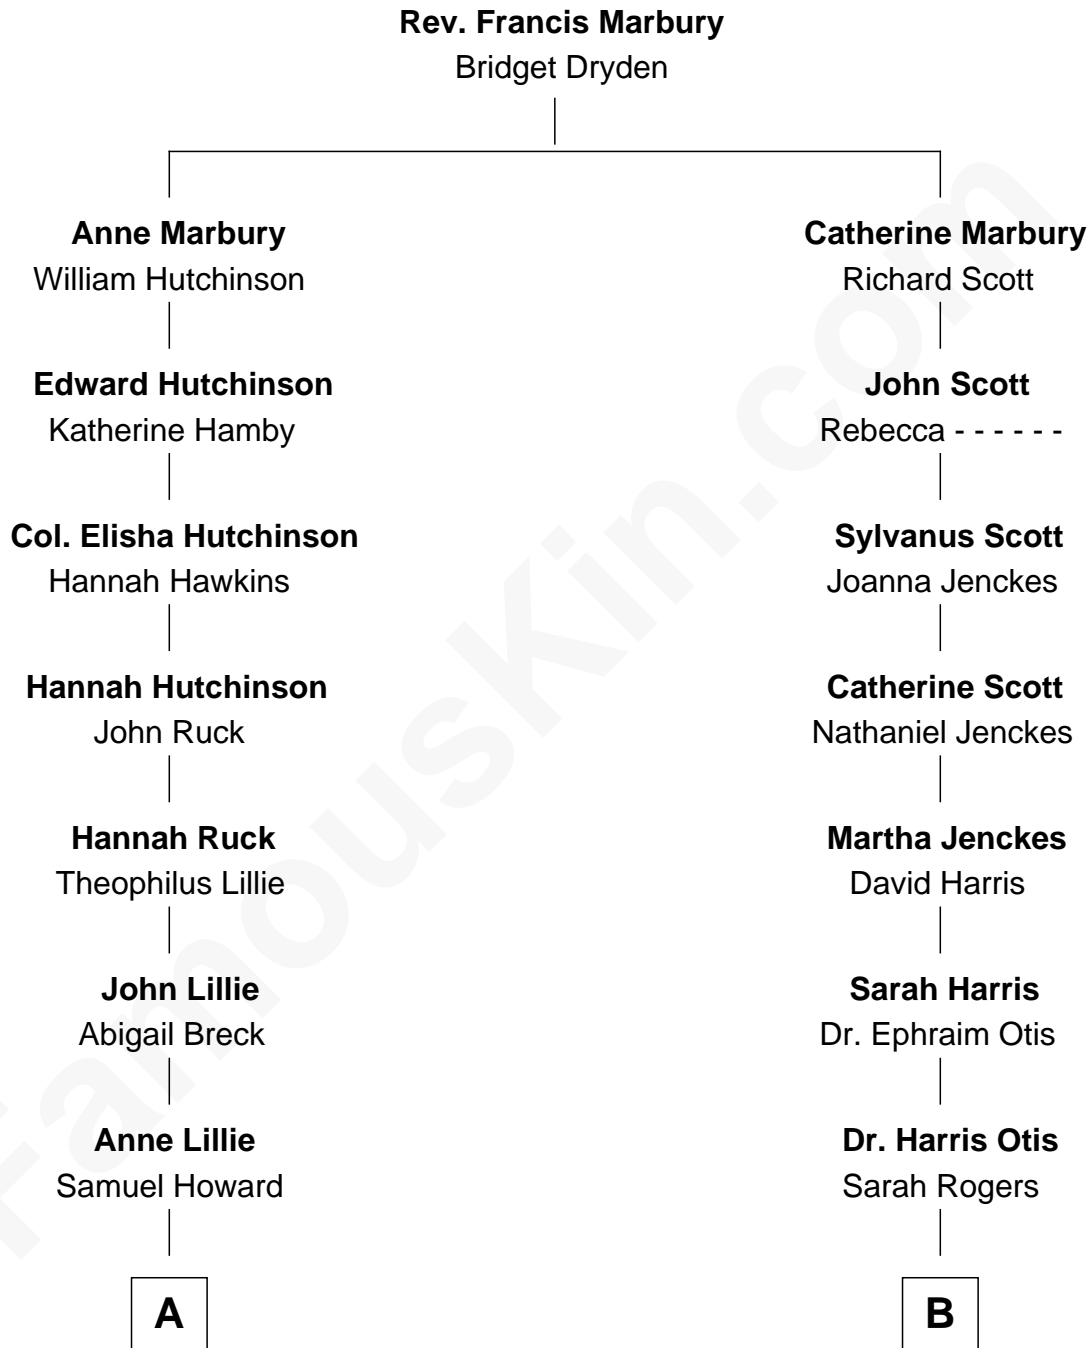 Rev. Francis Marbury
Bridget Dryden
Anne Marbury
William Hutchinson
Catherine Marbury
Richard Scott
Edward Hutchinson
Katherine Hamby
John Scott
Rebecca - - - - - -
Col. Elisha Hutchinson
Hannah Hawkins
Sylvanus Scott
Joanna Jenckes
Hannah Hutchinson
John Ruck
Catherine Scott
Nathaniel Jenckes
Hannah Ruck
Theophilus Lillie
Martha Jenckes
David Harris
John Lillie
Abigail Breck
Sarah Harris
Dr. Ephraim Otis
Anne Lillie
Samuel Howard
Dr. Harris Otis
Sarah Rogers
A
B
FamousKin.com